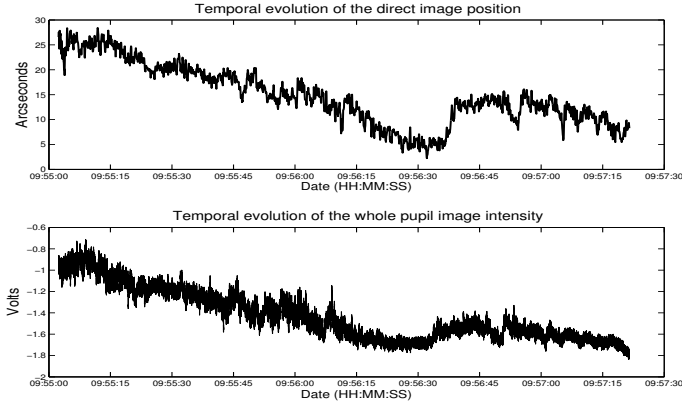 Temporal evolution of the direct image position
30
25
20
15
10
5
0
Arcseconds
09:55:00 09:55:15 09:55:30 09:55:45 09:56:00 09:56:15 09:56:30 09:56:45 09:57:00 09:57:15 09:57:30
Date (HH:MM:SS)
Temporal evolution of the whole pupil image intensity
−0.6
−0.8
−1
−1.2
−1.4
−1.6
−1.8
−2
Volts
09:55:00 09:55:15 09:55:30 09:55:45 09:56:00 09:56:15 09:56:30 09:56:45 09:57:00 09:57:15 09:57:30
Date (HH:MM:SS)